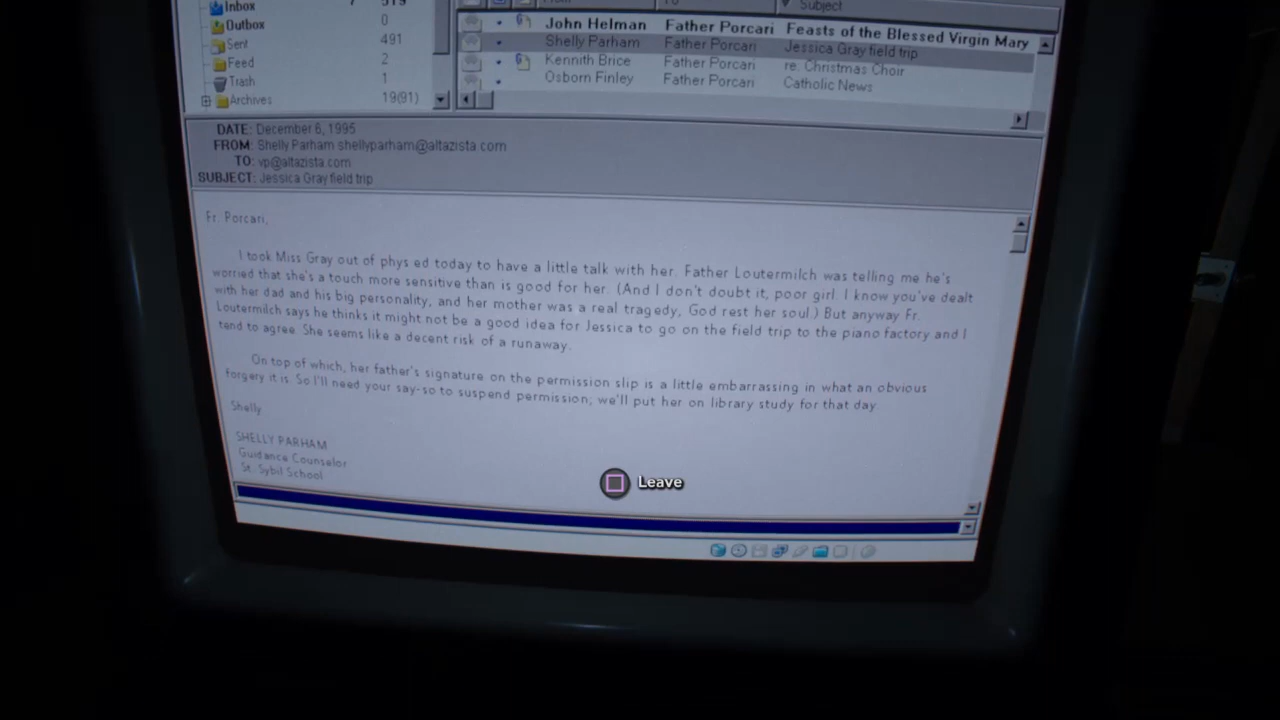 Inbox 7 519
Subject
Outbox 0
John Helman Father Porcari Feasts of the Blessed Virgin Mary
Sent 491
Shelly Parham Father Porcari Jessica Gray field trip
Feed 2
Kennith Brice Father Porcari re. Christmas Choir
Trash 1
Osborn Finley Father Porcari Catholic News
Archives 19(91)
DATE: December 6, 1995
FROM: Shelly Parham shellyparham@altazista.com
TO: vp@altazista.com
SUBJECT: Jessica Gray field trip
Fr. Porcari,
I took Miss Gray out of phys ed today to have a little talk with her. Father Loutermilch was telling me he's
worried that she's a touch more sensitive than is good for her. (And I don't doubt it, poor girl. I know you've dealt
with her dad and his big personality, and her mother was a real tragedy, God rest her soul.) But anyway Fr.
Loutermilch says he thinks it might not be a good idea for Jessica to go on the field trip to the piano factory and I
tend to agree. She seems like a decent risk of a runaway.
On top of which, her father's signature on the permission slip is a little embarrassing in what an obvious
forgery it is. So I'll need your say-so to suspend permission; we'll put her on library study for that day.
Shelly
SHELLY PARHAM
Guidance Counselor
St. Sybil School
Leave